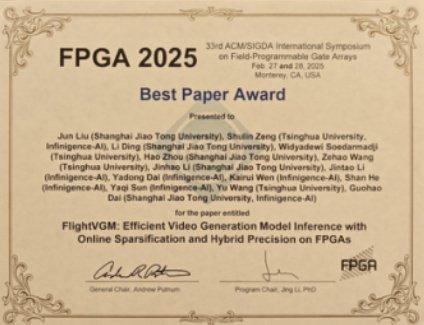 FPGA 2025
33rd ACM/SIGDA International Symposium
on Field-Programmable Gate Arrays
Feb. 27 and 28, 2025
Monterey, CA, USA
Best Paper Award
Presented to
Jun Liu (Shanghai Jiao Tong University), Shulin Zeng (Tsinghua University,
Infinigence-AI), Li Ding (Shanghai Jiao Tong University), Widyadewi Soedarmadji
(Tsinghua University), Hao Zhou (Shanghai Jiao Tong University), Zehao Wang
(Tsinghua University), Jinhao Li (Shanghai Jiao Tong University), Jintao Li
(Infinigence-AI), Yadong Dai (Infinigence-AI), Kairui Wen (Infinigence-AI), Shan He
(Infinigence-AI), Yaqi Sun (Infinigence-AI), Yu Wang (Tsinghua University), Guohao
Dai (Shanghai Jiao Tong University, Infinigence-AI)
for the paper entitled
FlightVGM: Efficient Video Generation Model Inference with
Online Sparsification and Hybrid Precision on FPGAs
General Chair, Andrew Putnum
Program Chair, Jing Li, PhD
FPGA